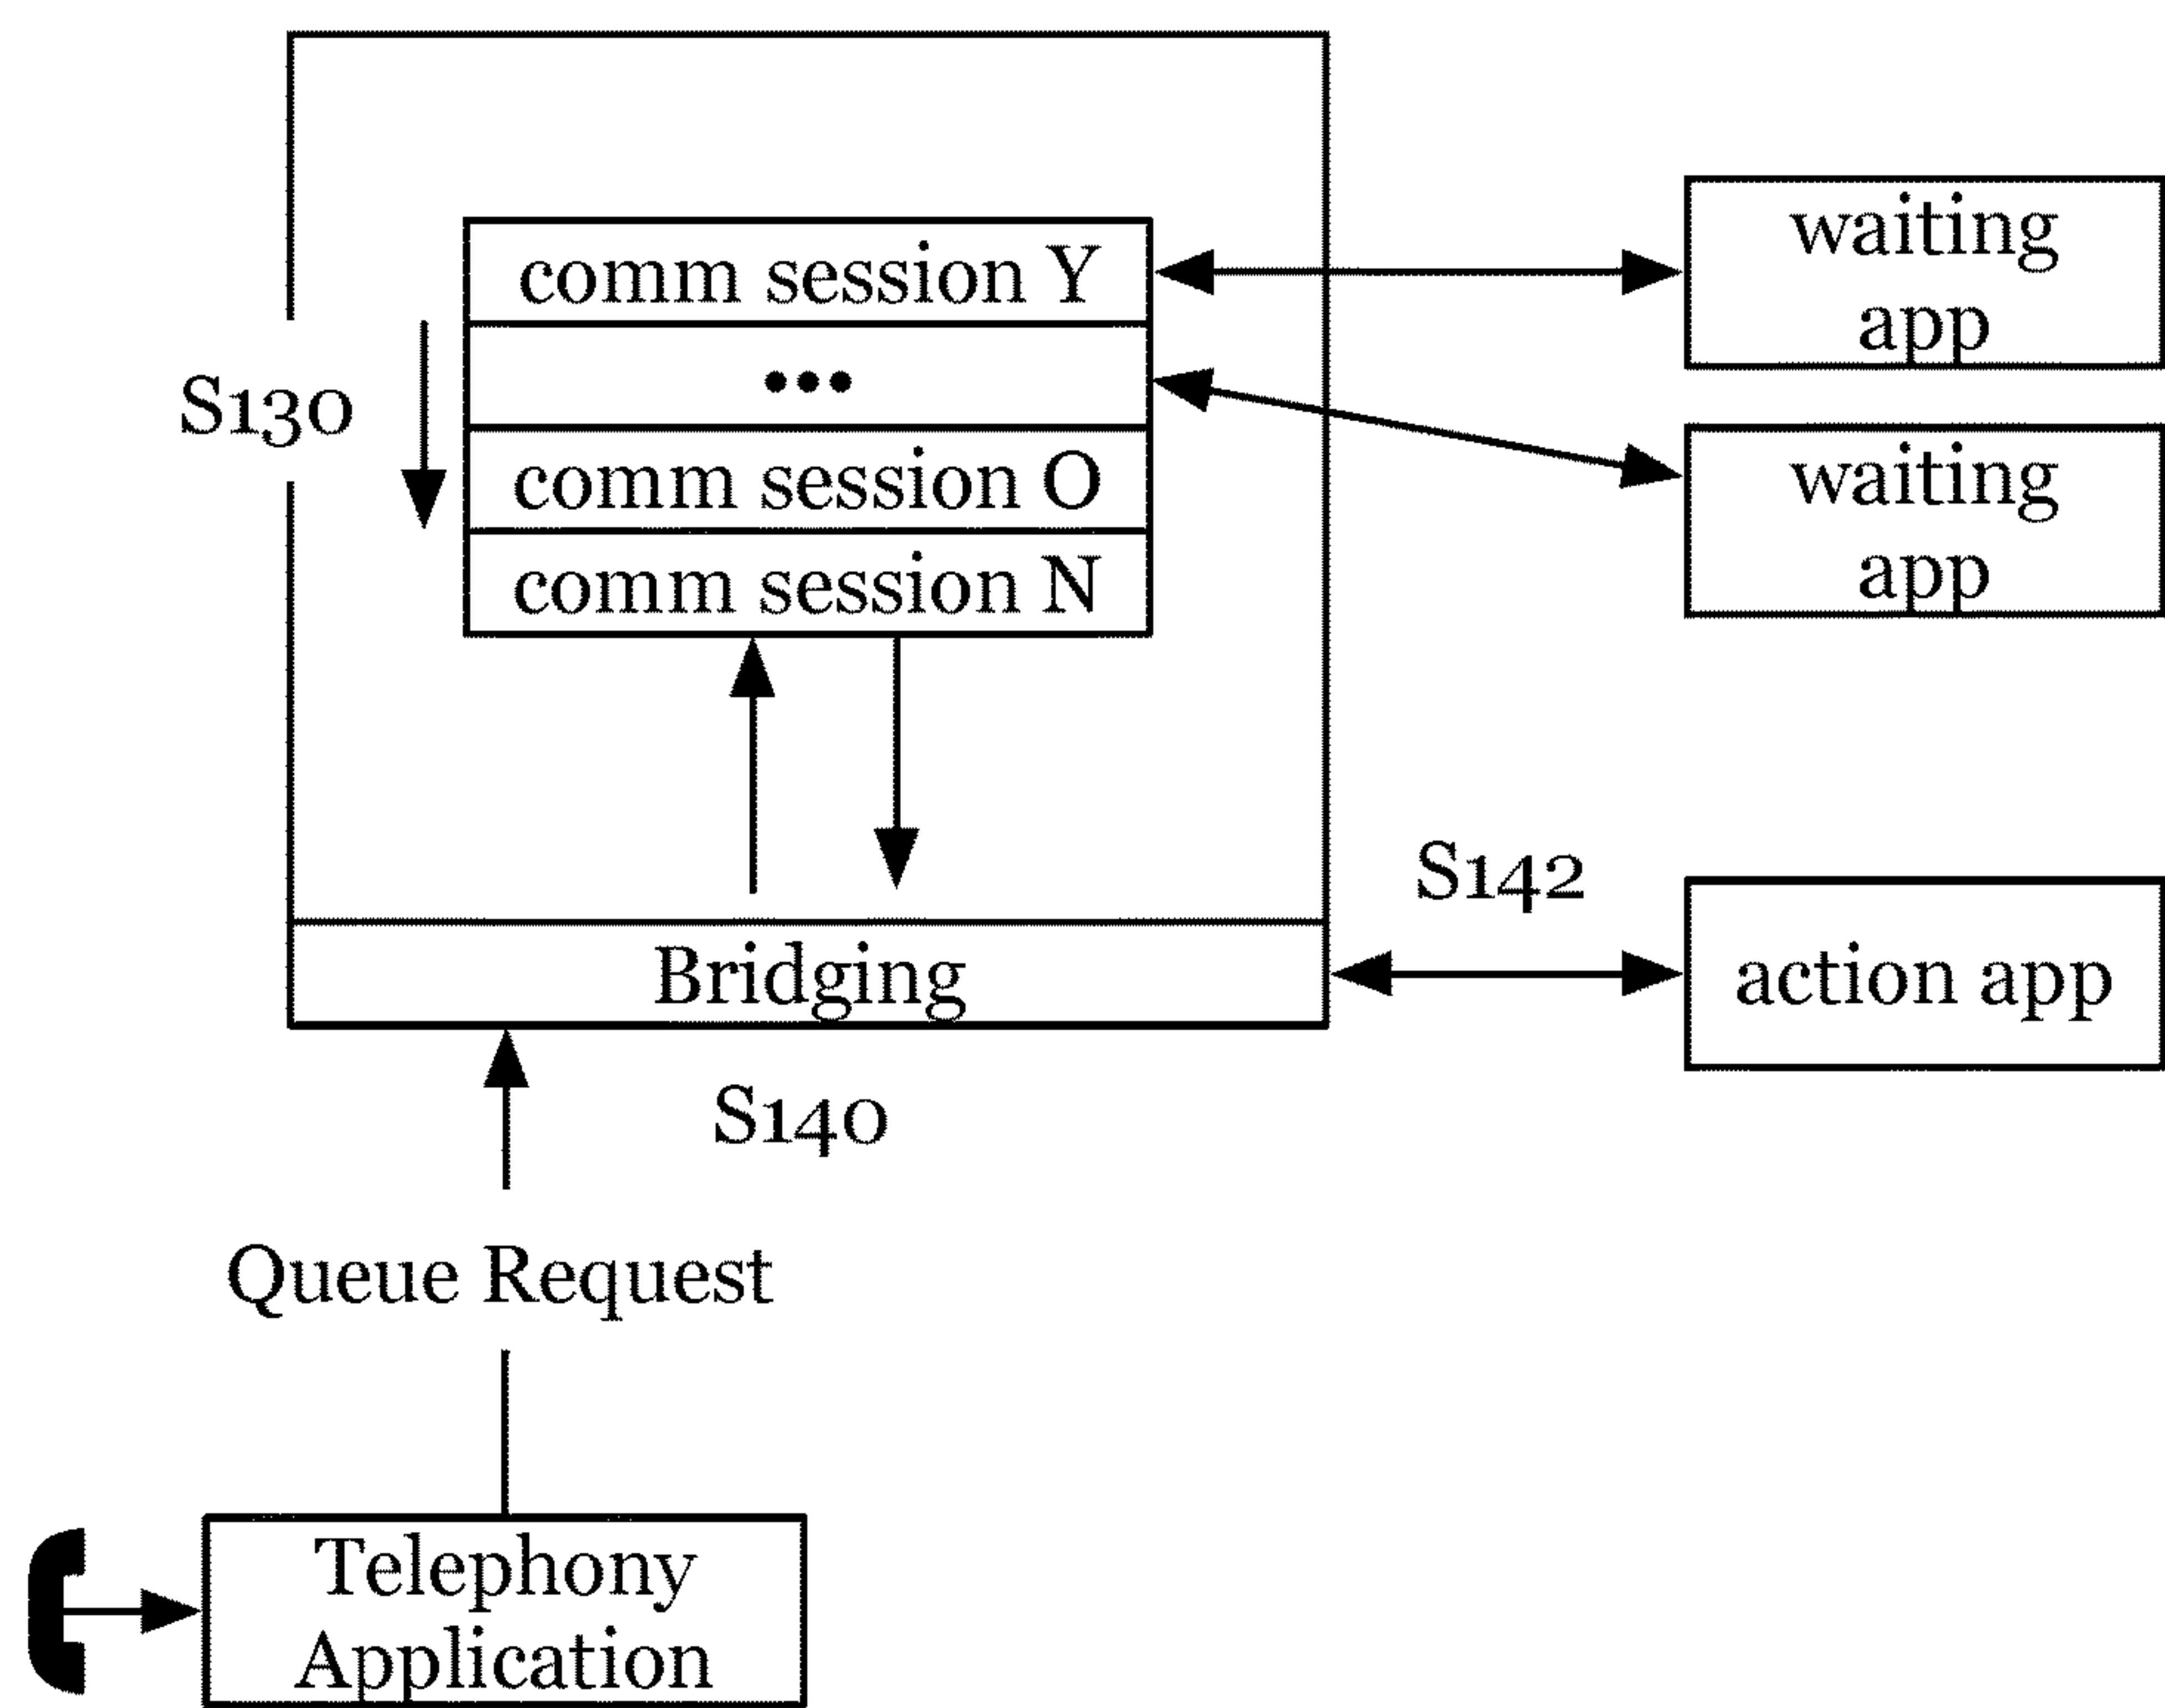 comm session Y
•••
comm session O
comm session N
S130
waiting
app
waiting
app
S142
Bridging
action app
S140
Queue Request
Telephony
Application